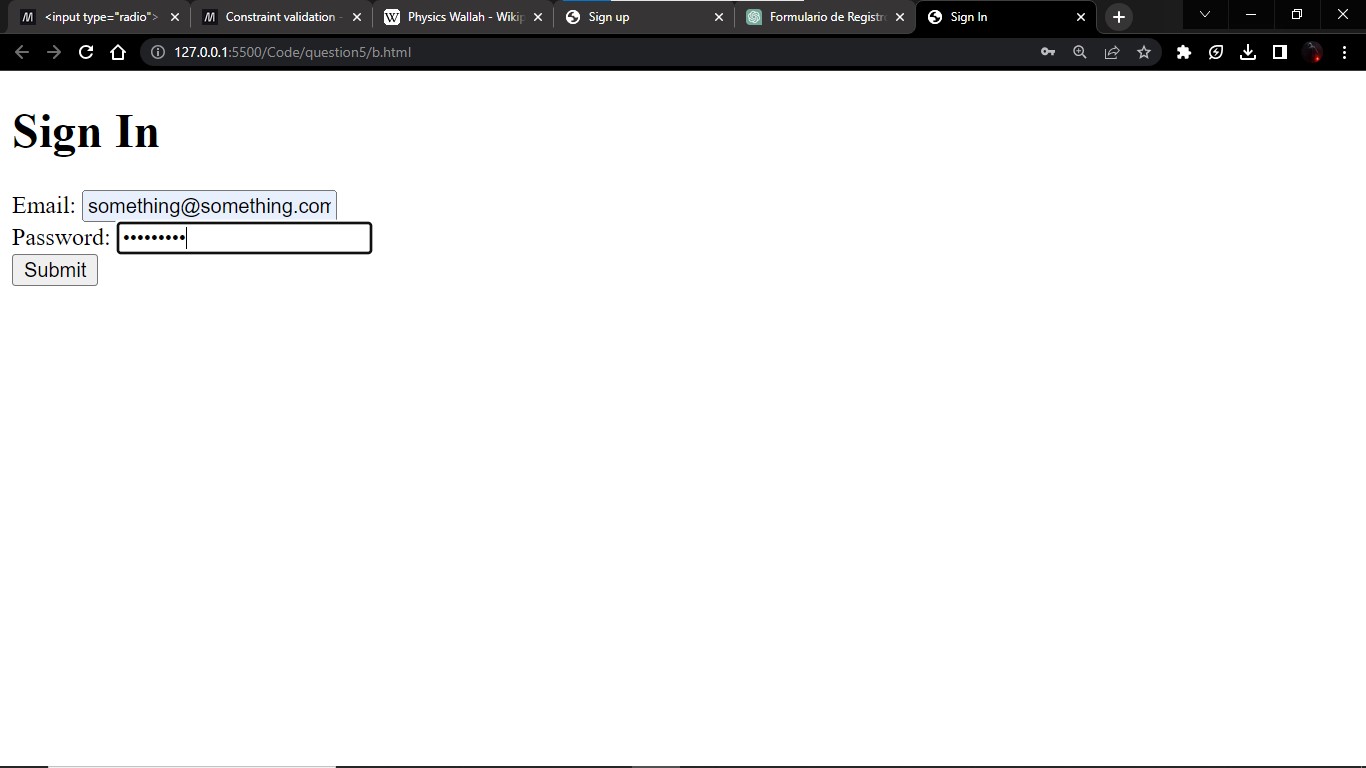 <input type="radio">
Constraint validation -
Physics Wallah - Wikip
Sign up
Formulario de Registro
Sign In
127.0.0.1:5500/Code/question5/b.html
Sign In
Email: something@something.com
Password: •••••••••
Submit